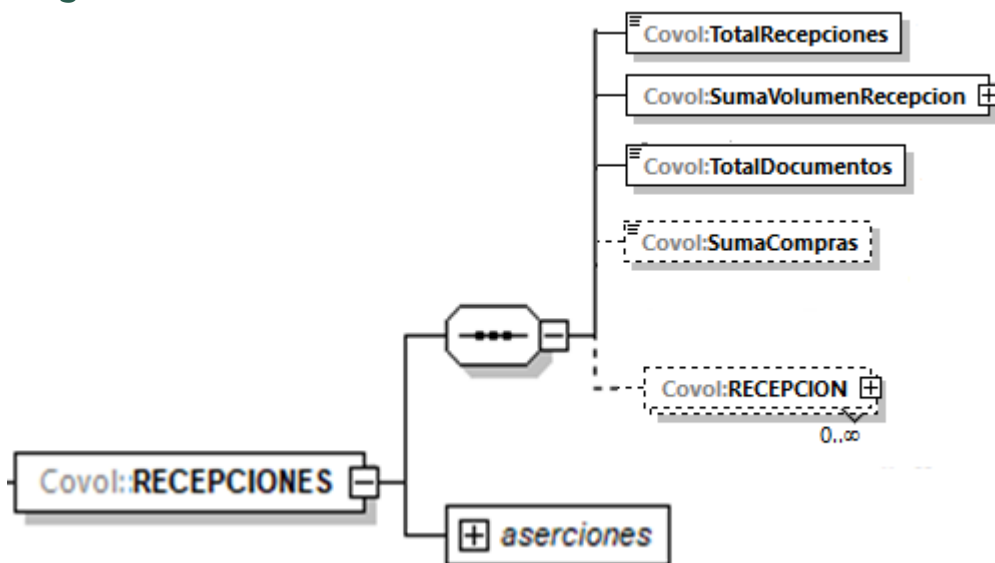 Covol:TotalRecepciones
Covol:SumaVolumenRecepcion
Covol:TotalDocumentos
Covol:SumaCompras
Covol:RECEPCION
0..∞
Covol::RECEPCIONES
aserciones